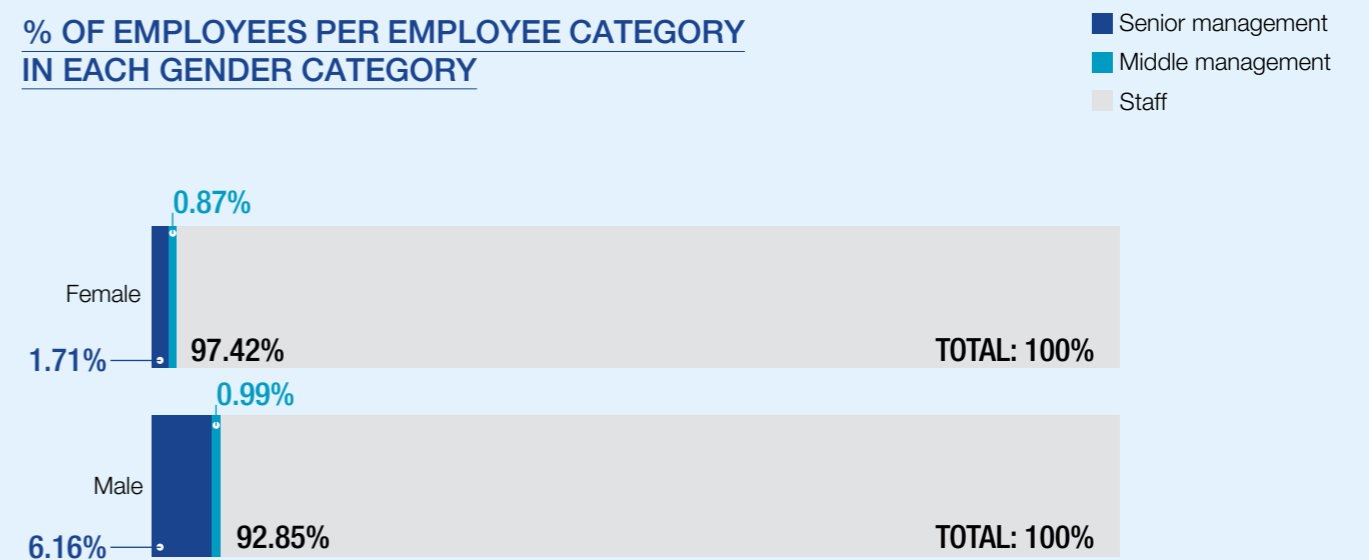 % OF EMPLOYEES PER EMPLOYEE CATEGORY
IN EACH GENDER CATEGORY
Senior management
Middle management
Staff
0.87%
Female
1.71%
97.42%
TOTAL: 100%
0.99%
Male
6.16%
92.85%
TOTAL: 100%